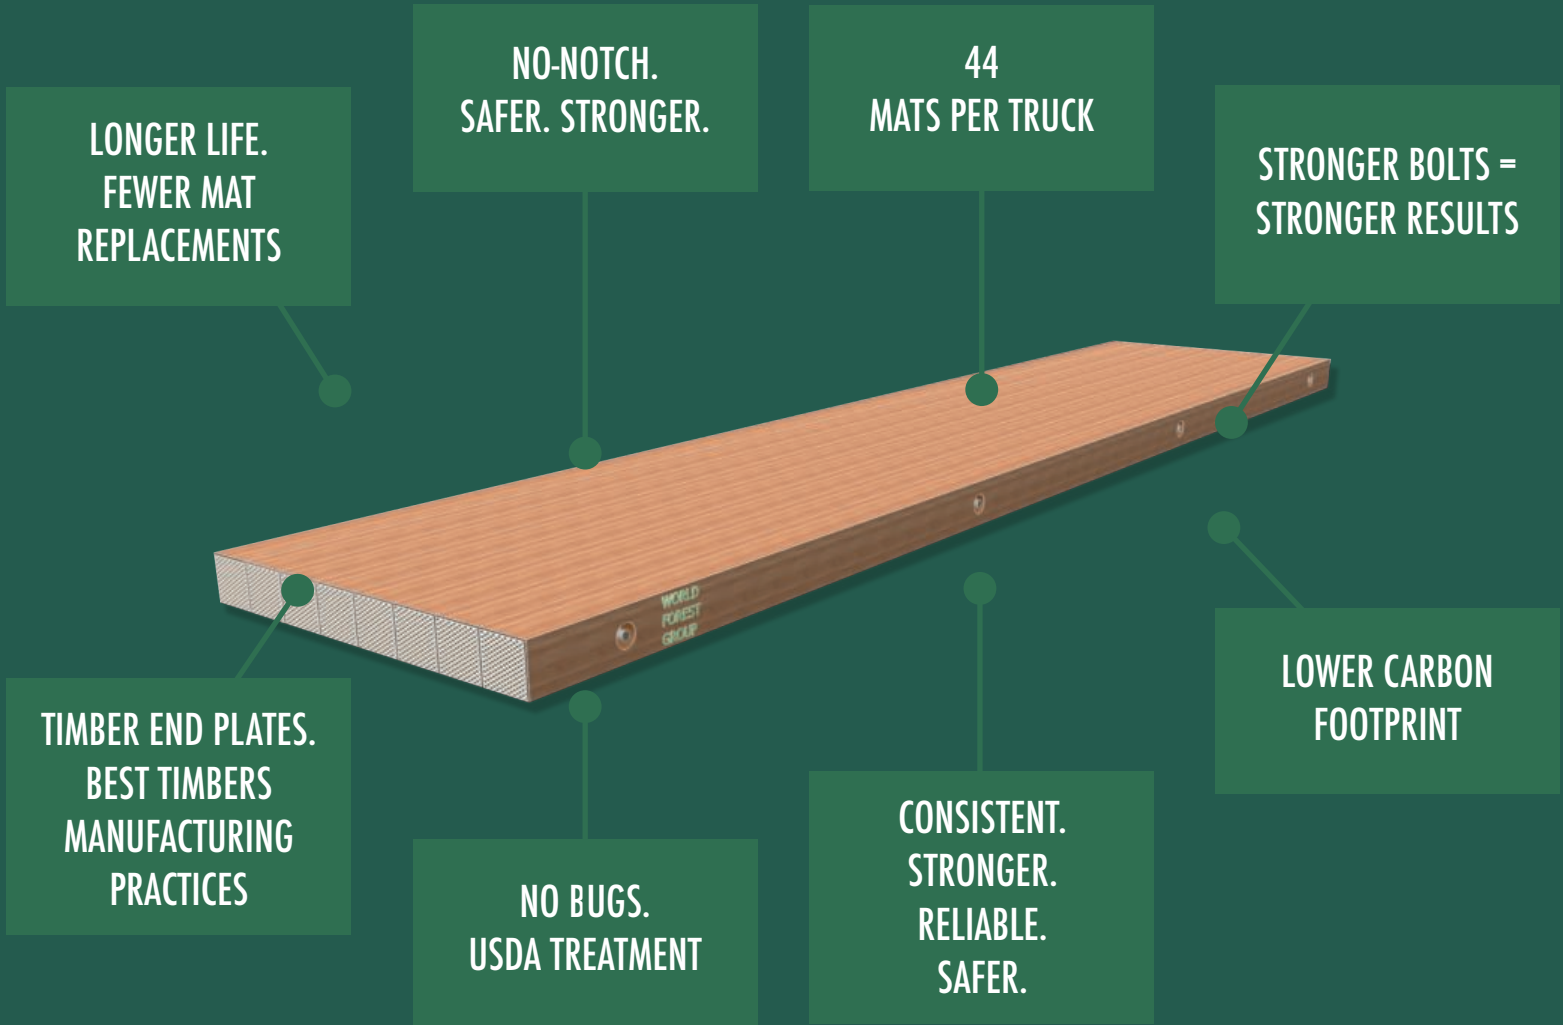 NO-NOTCH.
SAFER. STRONGER.
44
MATS PER TRUCK
LONGER LIFE.
FEWER MAT
REPLACEMENTS
STRONGER BOLTS =
STRONGER RESULTS
WORLD
FOREST
GROUP
TIMBER END PLATES.
BEST TIMBERS
MANUFACTURING
PRACTICES
LOWER CARBON
FOOTPRINT
NO BUGS.
USDA TREATMENT
CONSISTENT.
STRONGER.
RELIABLE.
SAFER.